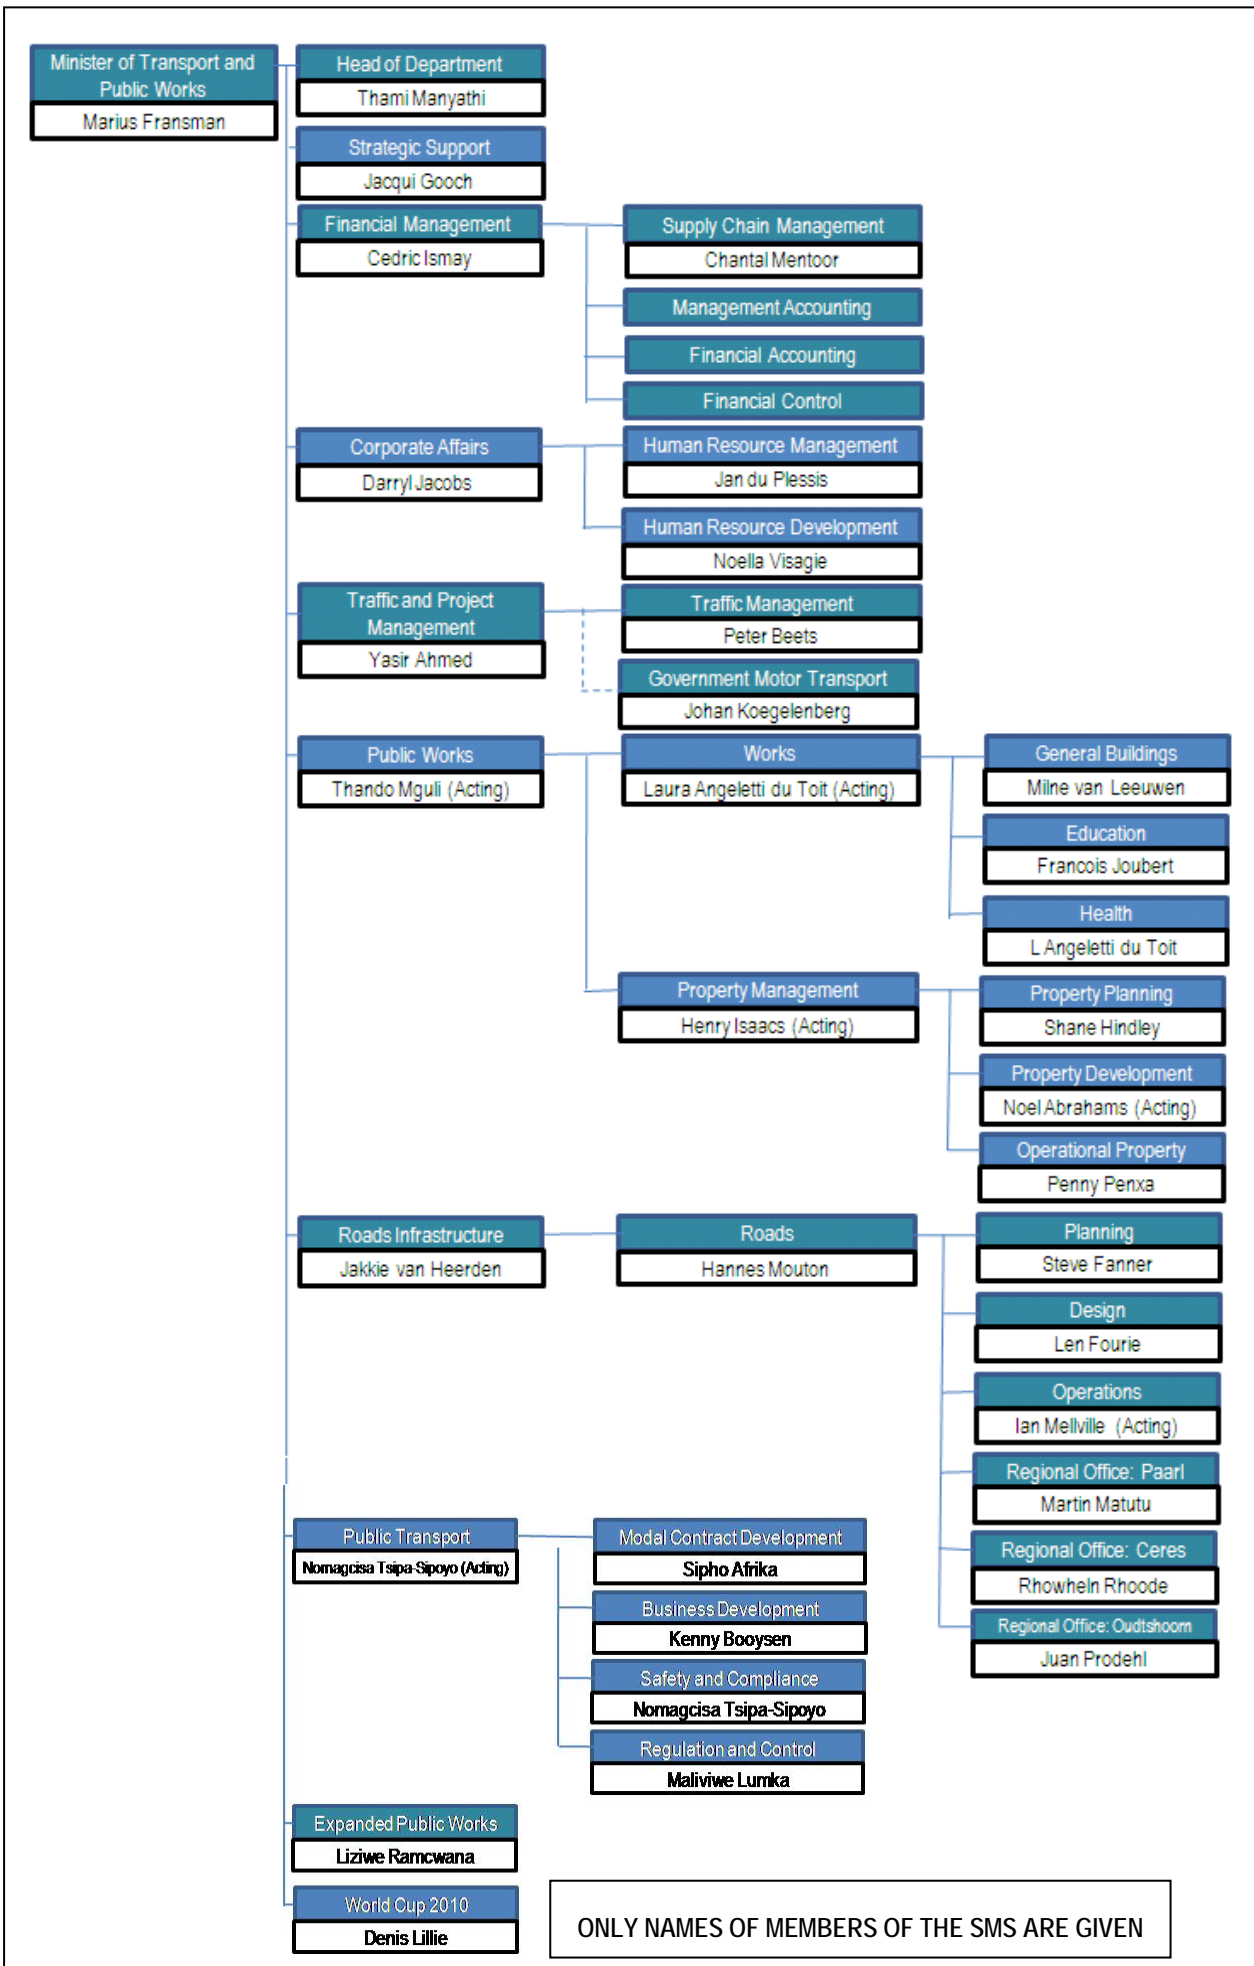 Minister of Transport and
Public Works
Marius Fransman
Head of Department
Thami Manyathi
Strategic Support
Jacqui Gooch
Financial Management
Cedric Ismay
Supply Chain Management
Chantal Mentoor
Management Accounting
Financial Accounting
Financial Control
Corporate Affairs
Darryl Jacobs
Human Resource Management
Jan du Plessis
Human Resource Development
Noella Visagie
Traffic and Project
Management
Yasir Ahmed
Traffic Management
Peter Beets
Government Motor Transport
Johan Koegelenberg
Public Works
Thando Mguli (Acting)
Works
Laura Angeletti du Toit (Acting)
General Buildings
Milne van Leeuwen
Education
Francois Joubert
Health
L Angeletti du Toit
Property Management
Henry Isaacs (Acting)
Property Planning
Shane Hindley
Property Development
Noel Abrahams (Acting)
Operational Property
Penny Penxa
Roads Infrastructure
Jakkie van Heerden
Roads
Hannes Mouton
Planning
Steve Fanner
Design
Len Fourie
Operations
Ian Mellville (Acting)
Regional Office: Paarl
Martin Matutu
Regional Office: Ceres
Rhowheln Rhoode
Regional Office: Oudtshoorn
Juan Prodehl
Public Transport
Nomagcisa Tsipa-Sipoyo (Acting)
Modal Contract Development
Sipho Afrika
Business Development
Kenny Booysen
Safety and Compliance
Nomagcisa Tsipa-Sipoyo
Regulation and Control
Maliviwe Lumka
Expanded Public Works
Liziwe Ramcwana
World Cup 2010
Denis Lillie
ONLY NAMES OF MEMBERS OF THE SMS ARE GIVEN